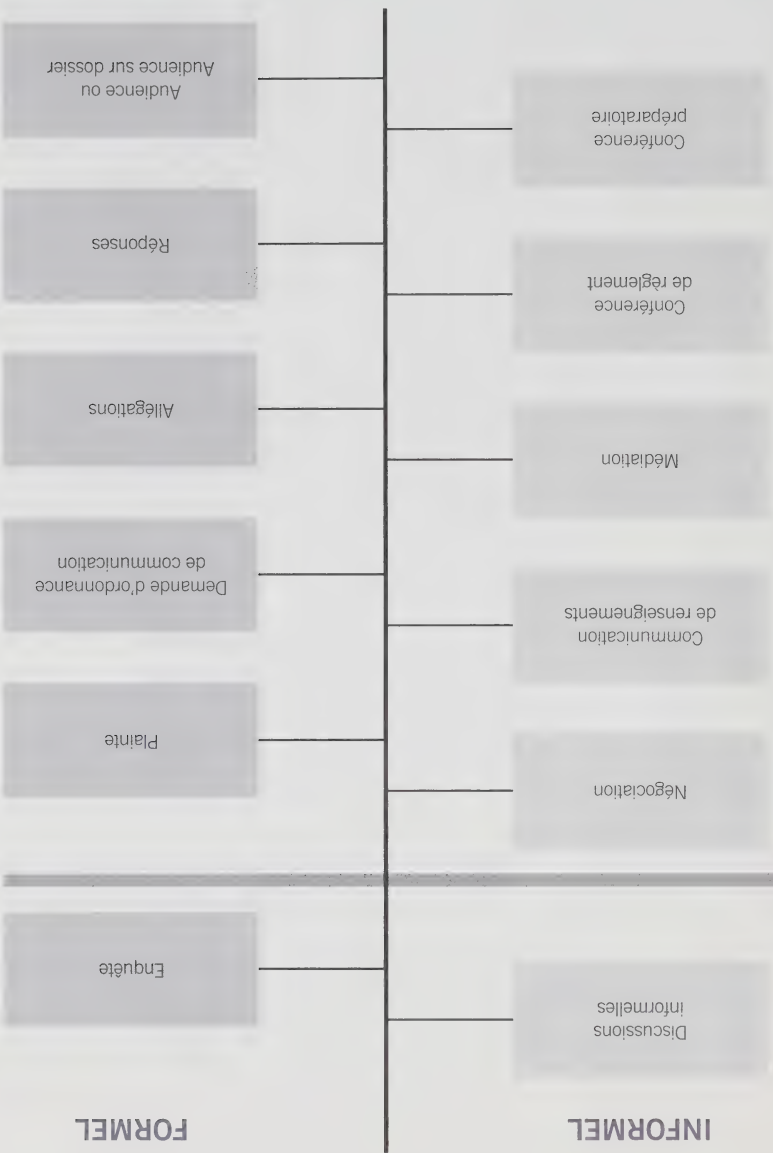 INFORMEL
FORMEL
Discussions
informelles
Enquête
Négociation
Plainte
Communication
de renseignements
Demande d'ordonnance
de communication
Médiation
Allégations
Conférence
de règlement
Réponses
Conférence
préparatoire
Audience ou
Audience sur dossier